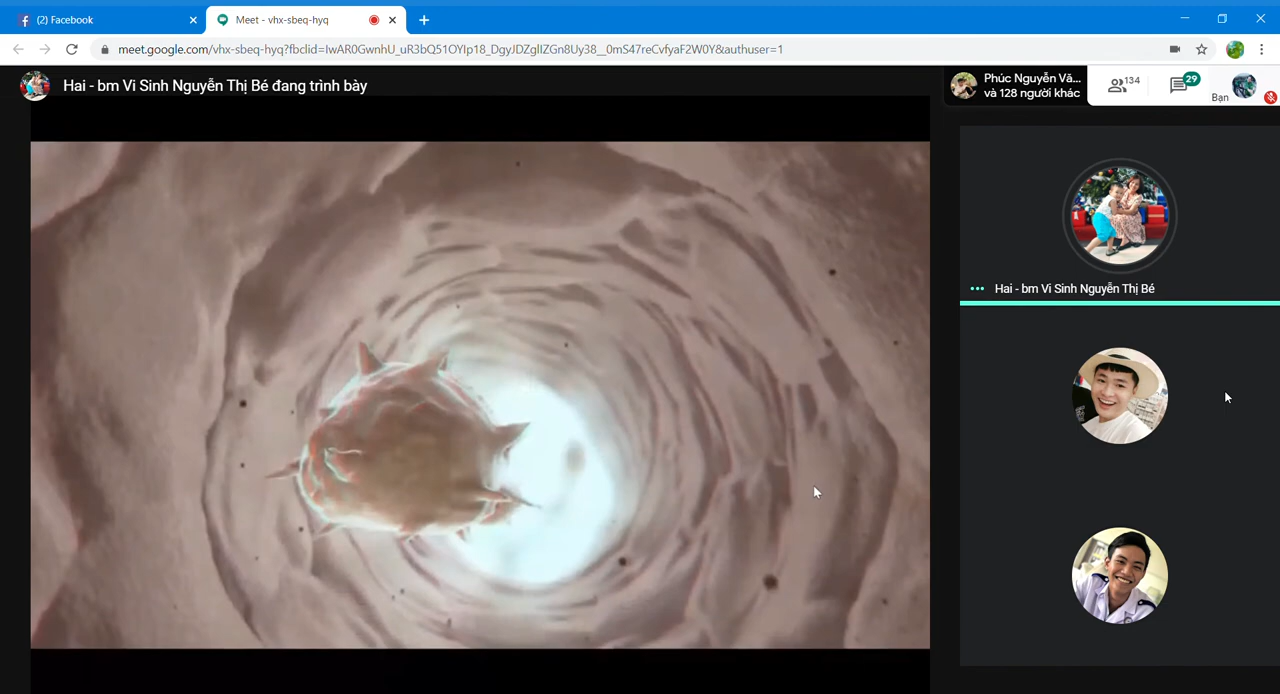 (2) Facebook
Meet - vhx-sbeq-hyq
meet.google.com/vhx-sbeq-hyq?fbclid=IwAR0GwnhU_uR3bQ51OYIp18_DgyJDZglIZGn8Uy38__0mS47reCvfyaF2W0Y&authuser=1
Hai - bm Vi Sinh Nguyễn Thị Bé đang trình bày
Phúc Nguyễn Vă...
và 128 người khác
134
29
Bạn
Hai - bm Vi Sinh Nguyễn Thị Bé